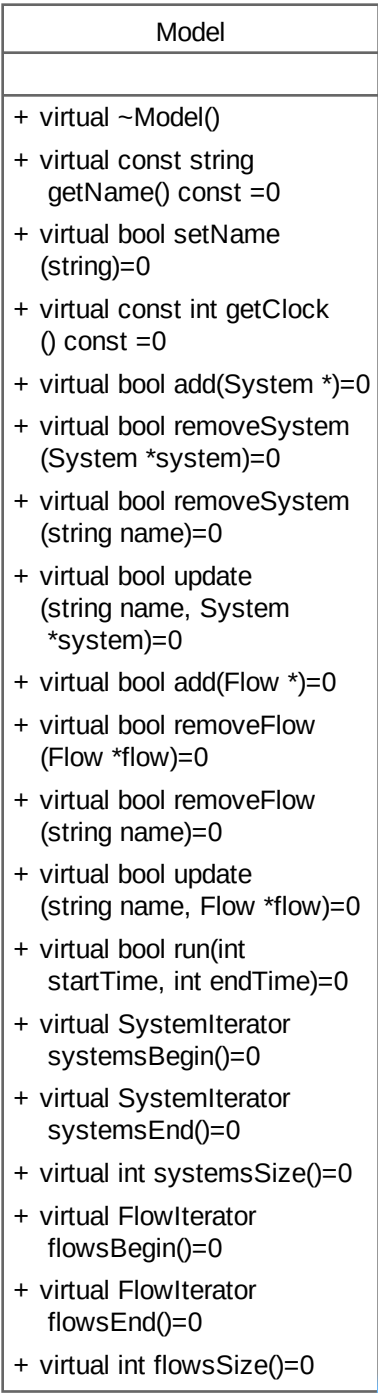 Model
+ virtual ~Model()
+ virtual const string
getName() const =0
+ virtual bool setName
(string)=0
+ virtual const int getClock
() const =0
+ virtual bool add(System *)=0
+ virtual bool removeSystem
(System *system)=0
+ virtual bool removeSystem
(string name)=0
+ virtual bool update
(string name, System
*system)=0
+ virtual bool add(Flow *)=0
+ virtual bool removeFlow
(Flow *flow)=0
+ virtual bool removeFlow
(string name)=0
+ virtual bool update
(string name, Flow *flow)=0
+ virtual bool run(int
startTime, int endTime)=0
+ virtual SystemIterator
systemsBegin()=0
+ virtual SystemIterator
systemsEnd()=0
+ virtual int systemsSize()=0
+ virtual FlowIterator
flowsBegin()=0
+ virtual FlowIterator
flowsEnd()=0
+ virtual int flowsSize()=0